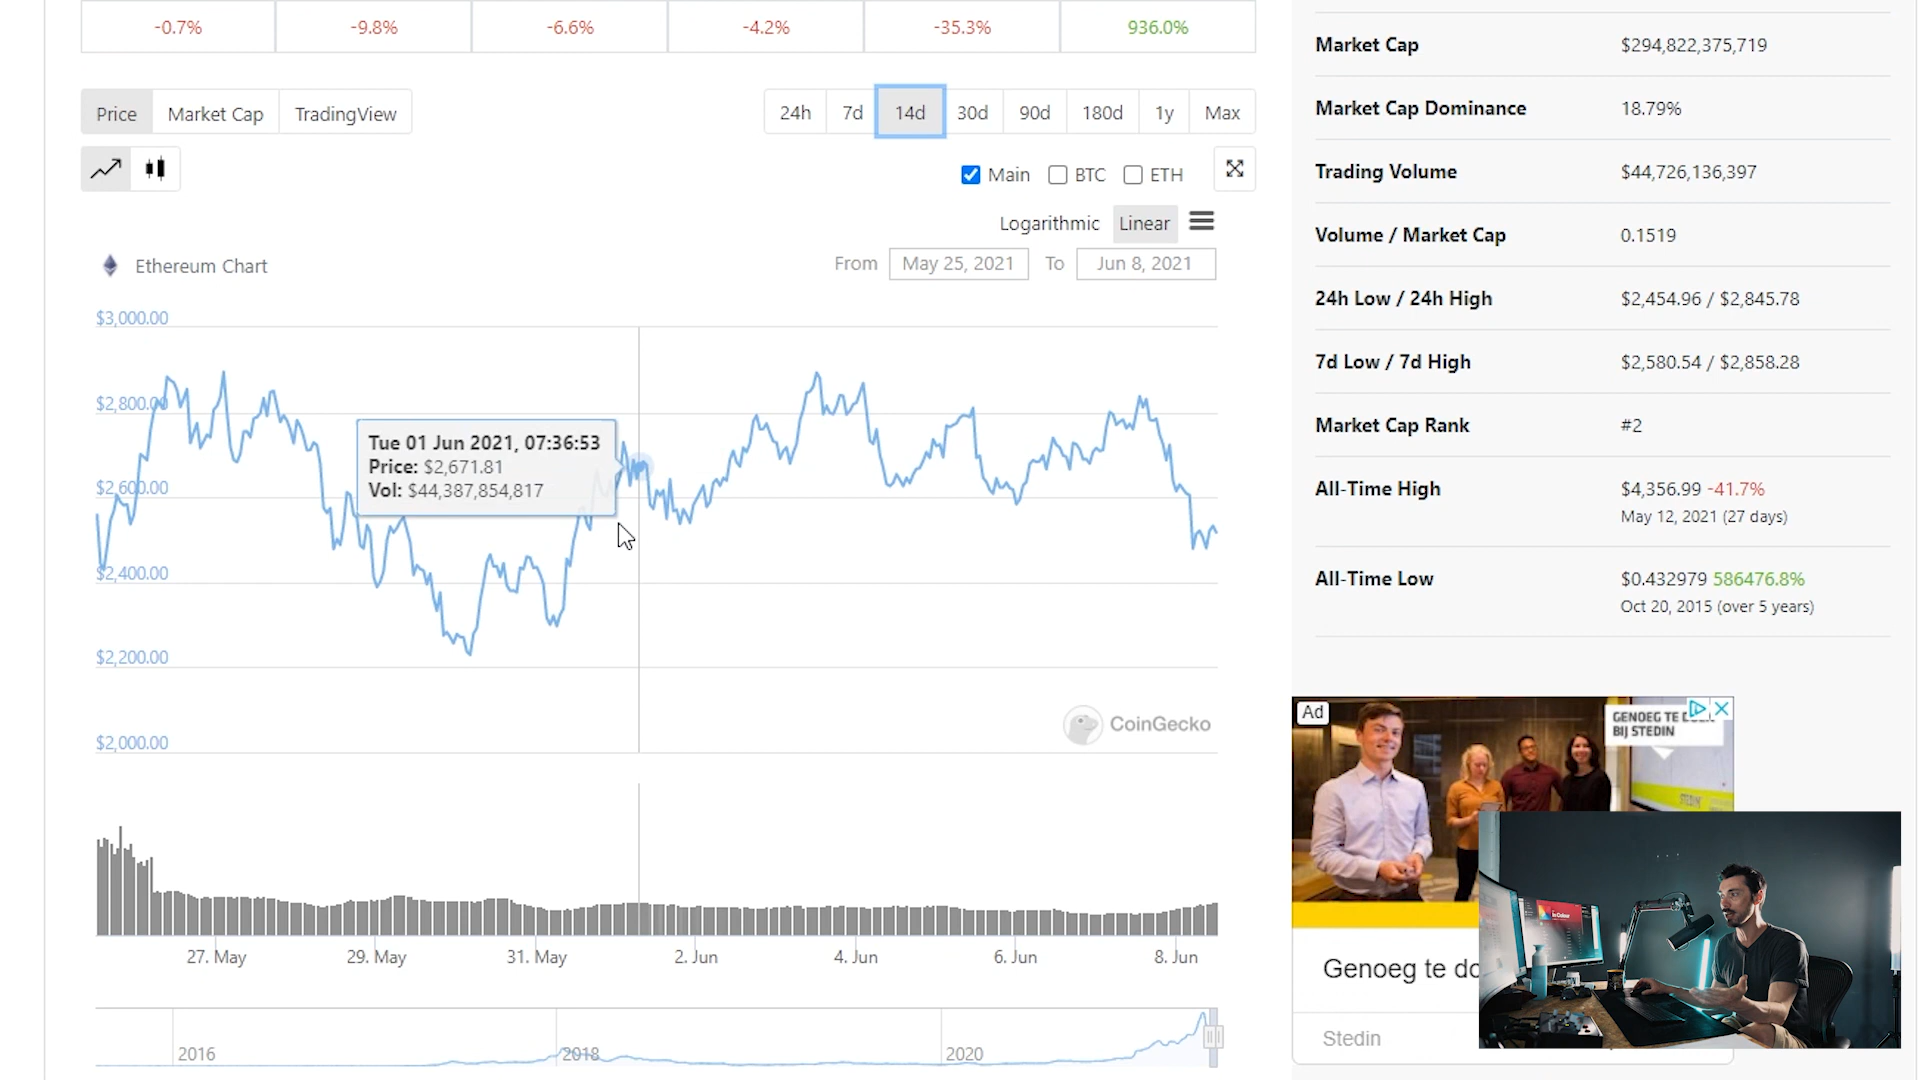 -0.7%
-9.8%
-6.6%
-4.2%
-35.3%
936.0%
Price
Market Cap
TradingView
24h
7d
14d
30d
90d
180d
1y
Max
Main
BTC
ETH
Logarithmic
Linear
Ethereum Chart
From
May 25, 2021
To
Jun 8, 2021
$3,000.00
$2,800.00
$2,600.00
$2,400.00
$2,200.00
$2,000.00
Tue 01 Jun 2021, 07:36:53
Price: $2,671.81
Vol: $44,387,854,817
CoinGecko
27. May
29. May
31. May
2. Jun
4. Jun
6. Jun
8. Jun
2016
2018
2020
Market Cap
$294,822,375,719
Market Cap Dominance
18.79%
Trading Volume
$44,726,136,397
Volume / Market Cap
0.1519
24h Low / 24h High
$2,454.96 / $2,845.78
7d Low / 7d High
$2,580.54 / $2,858.28
Market Cap Rank
#2
All-Time High
$4,356.99 -41.7%
May 12, 2021 (27 days)
All-Time Low
$0.432979 586476.8%
Oct 20, 2015 (over 5 years)
Ad
GENOEG TE
BIJ STEDIN
STEDIN
Genoeg te
Stedin